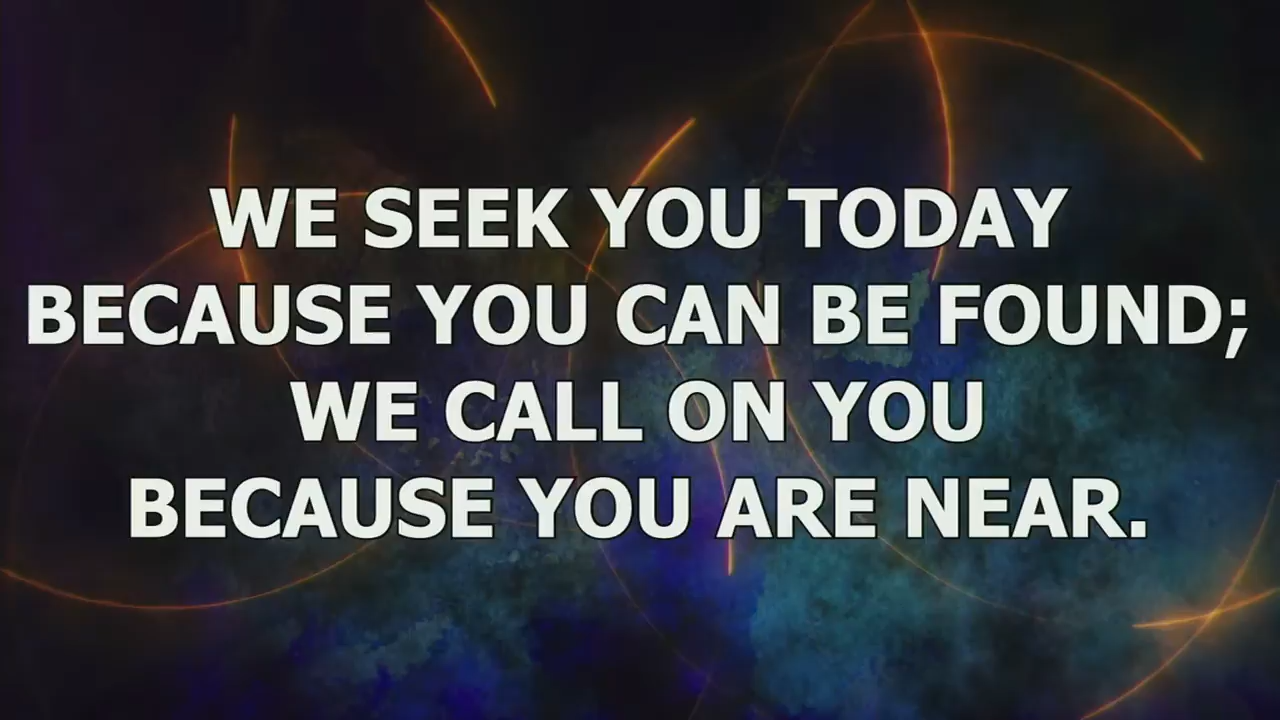 WE SEEK YOU TODAY
BECAUSE YOU CAN BE FOUND;
WE CALL ON YOU
BECAUSE YOU ARE NEAR.